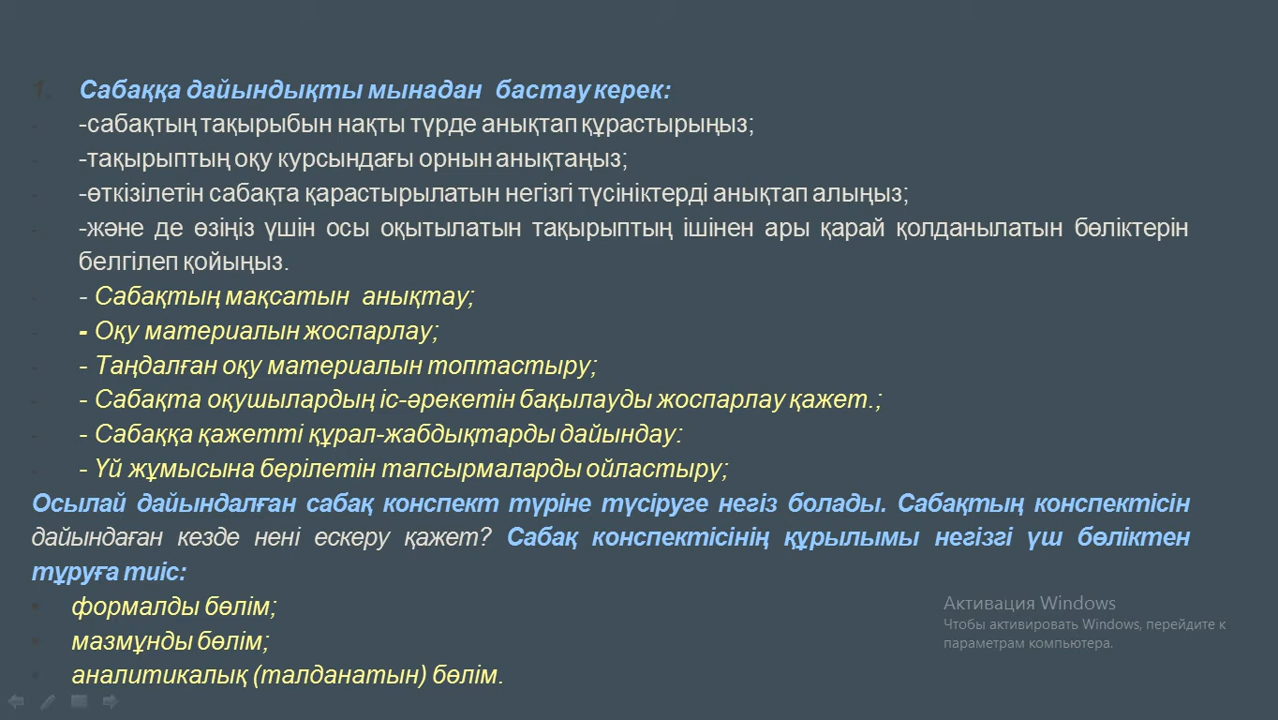 1. Сабаққа дайындықты мынадан бастау керек:
-сабақтың тақырыбын нақты түрде анықтап құрастырыңыз;
-тақырыптың оқу курсындағы орнын анықтаңыз;
-өткізілетін сабақта қарастырылатын негізгі түсініктерді анықтап алыңыз;
-және де өзіңіз үшін осы оқытылатын тақырыптың ішінен ары қарай қолданылатын бөліктерін
белгілеп қойыңыз.
- Сабақтың мақсатын анықтау;
- Оқу материалын жоспарлау;
- Таңдалған оқу материалын топтастыру;
- Сабақта оқушылардың іс-әрекетін бақылауды жоспарлау қажет.;
- Сабаққа қажетті құрал-жабдықтарды дайындау:
- Үй жұмысына берілетін тапсырмаларды ойластыру;
Осылай дайындалған сабақ конспект түріне түсіруге негіз болады. Сабақтың конспектісін
дайындаған кезде нені ескеру қажет? Сабақ конспектісінің құрылымы негізгі үш бөліктен
тұруға тиіс:
• формалды бөлім;
• мазмұнды бөлім;
• аналитикалық (талданатын) бөлім.
Активация Windows
Чтобы активировать Windows, перейдите к
параметрам компьютера.